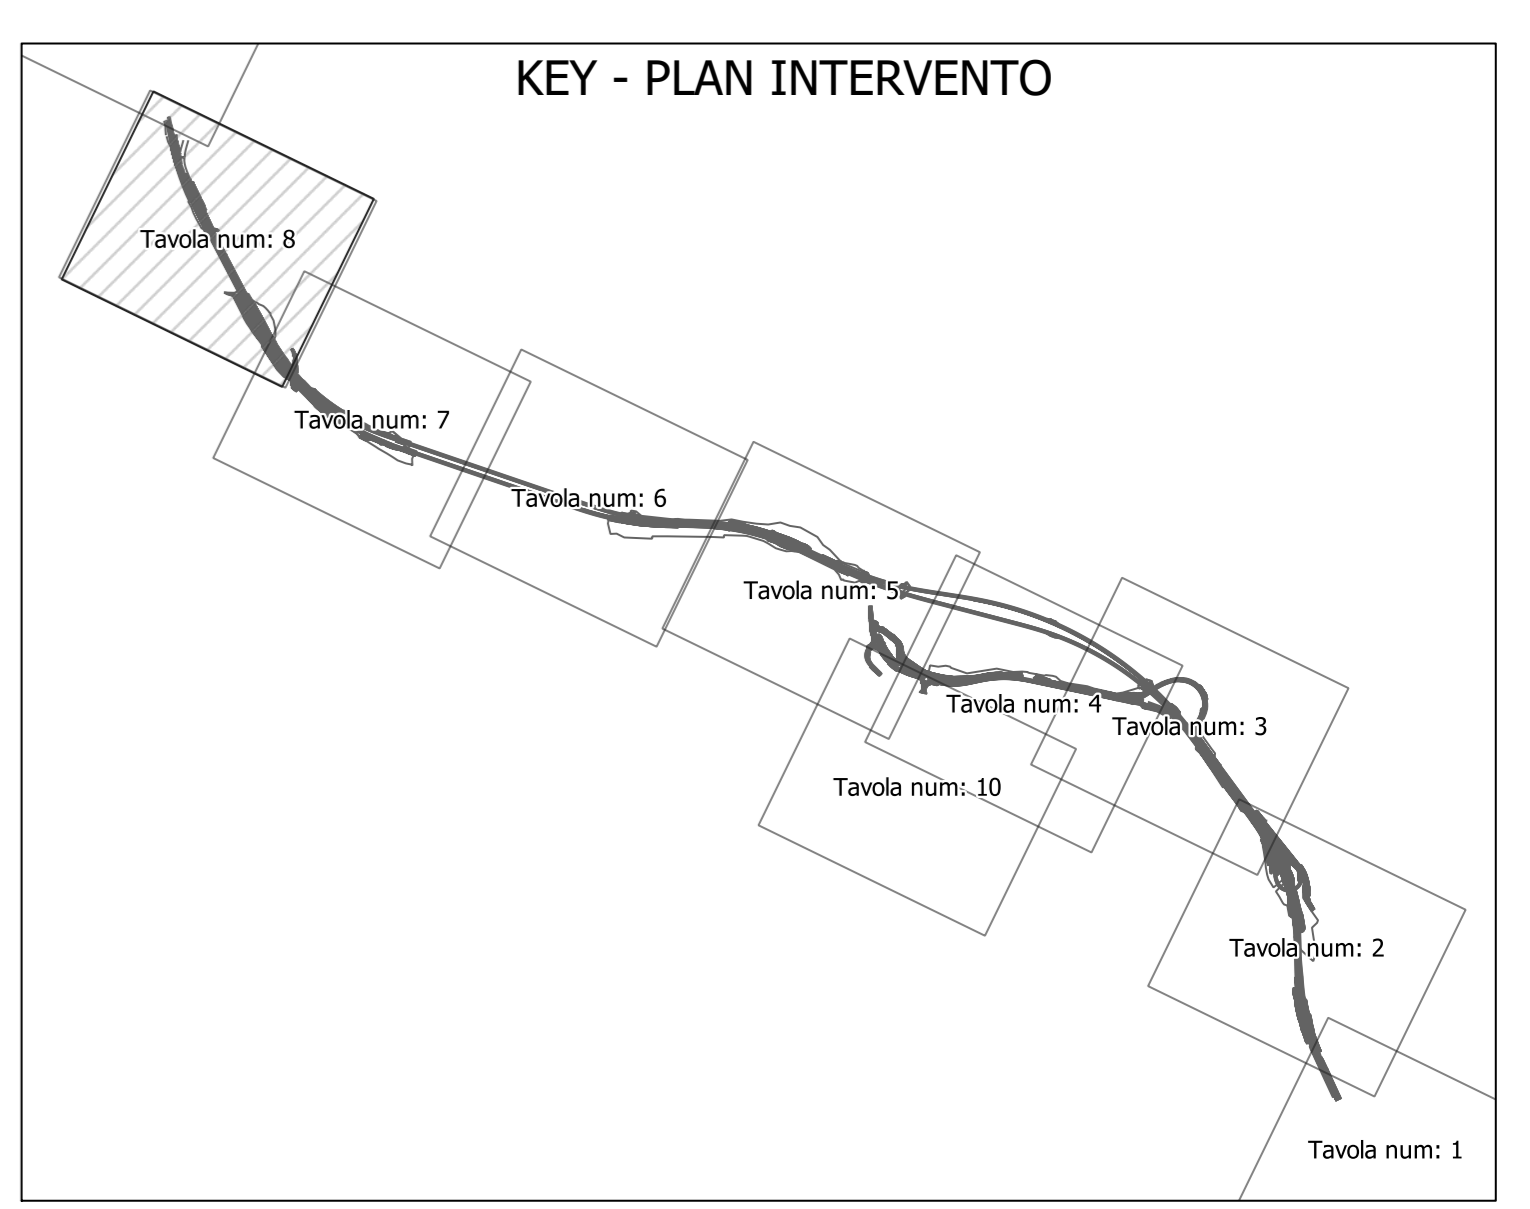 KEY - PLAN INTERVENTO
Tavola num: 8
Tavola num: 7
Tavola num: 6
Tavola num: 5
Tavola num: 4
Tavola num: 3
Tavola num: 10
Tavola num: 2
Tavola num: 1